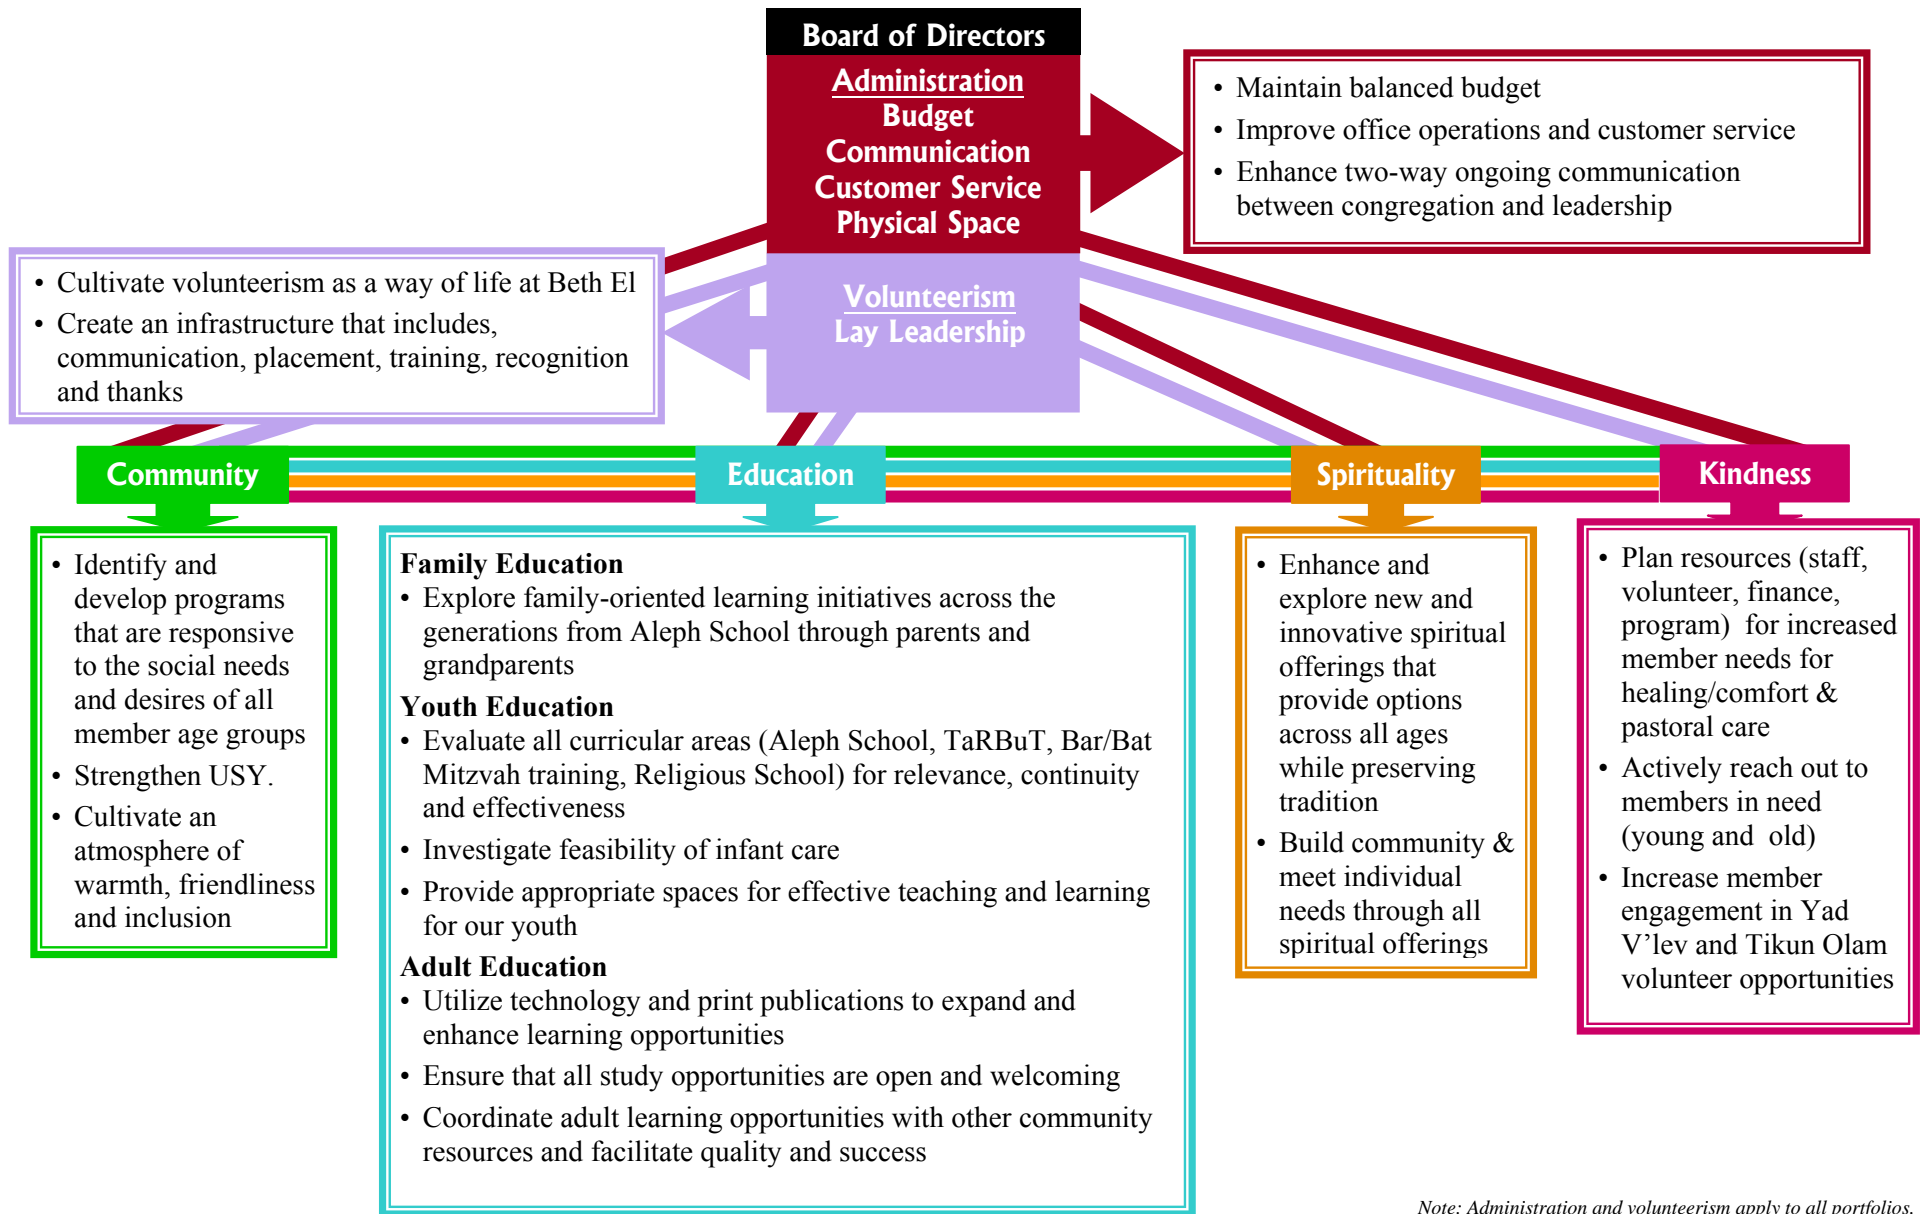 Board of Directors
Administration
Budget
Communication
Customer Service
Physical Space
• Maintain balanced budget
• Improve office operations and customer service
• Enhance two-way ongoing communication
between congregation and leadership
• Cultivate volunteerism as a way of life at Beth El
• Create an infrastructure that includes,
communication, placement, training, recognition
and thanks
Volunteerism
Lay Leadership
Community
Education
Spirituality
Kindness
• Identify and
develop programs
that are responsive
to the social needs
and desires of all
member age groups
• Strengthen USY.
• Cultivate an
atmosphere of
warmth, friendliness
and inclusion
Family Education
• Explore family-oriented learning initiatives across the
generations from Aleph School through parents and
grandparents
Youth Education
• Evaluate all curricular areas (Aleph School, TaRBuT, Bar/Bat
Mitzvah training, Religious School) for relevance, continuity
and effectiveness
• Investigate feasibility of infant care
• Provide appropriate spaces for effective teaching and learning
for our youth
Adult Education
• Utilize technology and print publications to expand and
enhance learning opportunities
• Ensure that all study opportunities are open and welcoming
• Coordinate adult learning opportunities with other community
resources and facilitate quality and success
• Enhance and
explore new and
innovative spiritual
offerings that
provide options
across all ages
while preserving
tradition
• Build community &
meet individual
needs through all
spiritual offerings
• Plan resources (staff,
volunteer, finance,
program)  for increased
member needs for
healing/comfort &
pastoral care
• Actively reach out to
members in need
(young and  old)
• Increase member
engagement in Yad
V’lev and Tikun Olam
volunteer opportunities
Note: Administration and volunteerism apply to all portfolios.